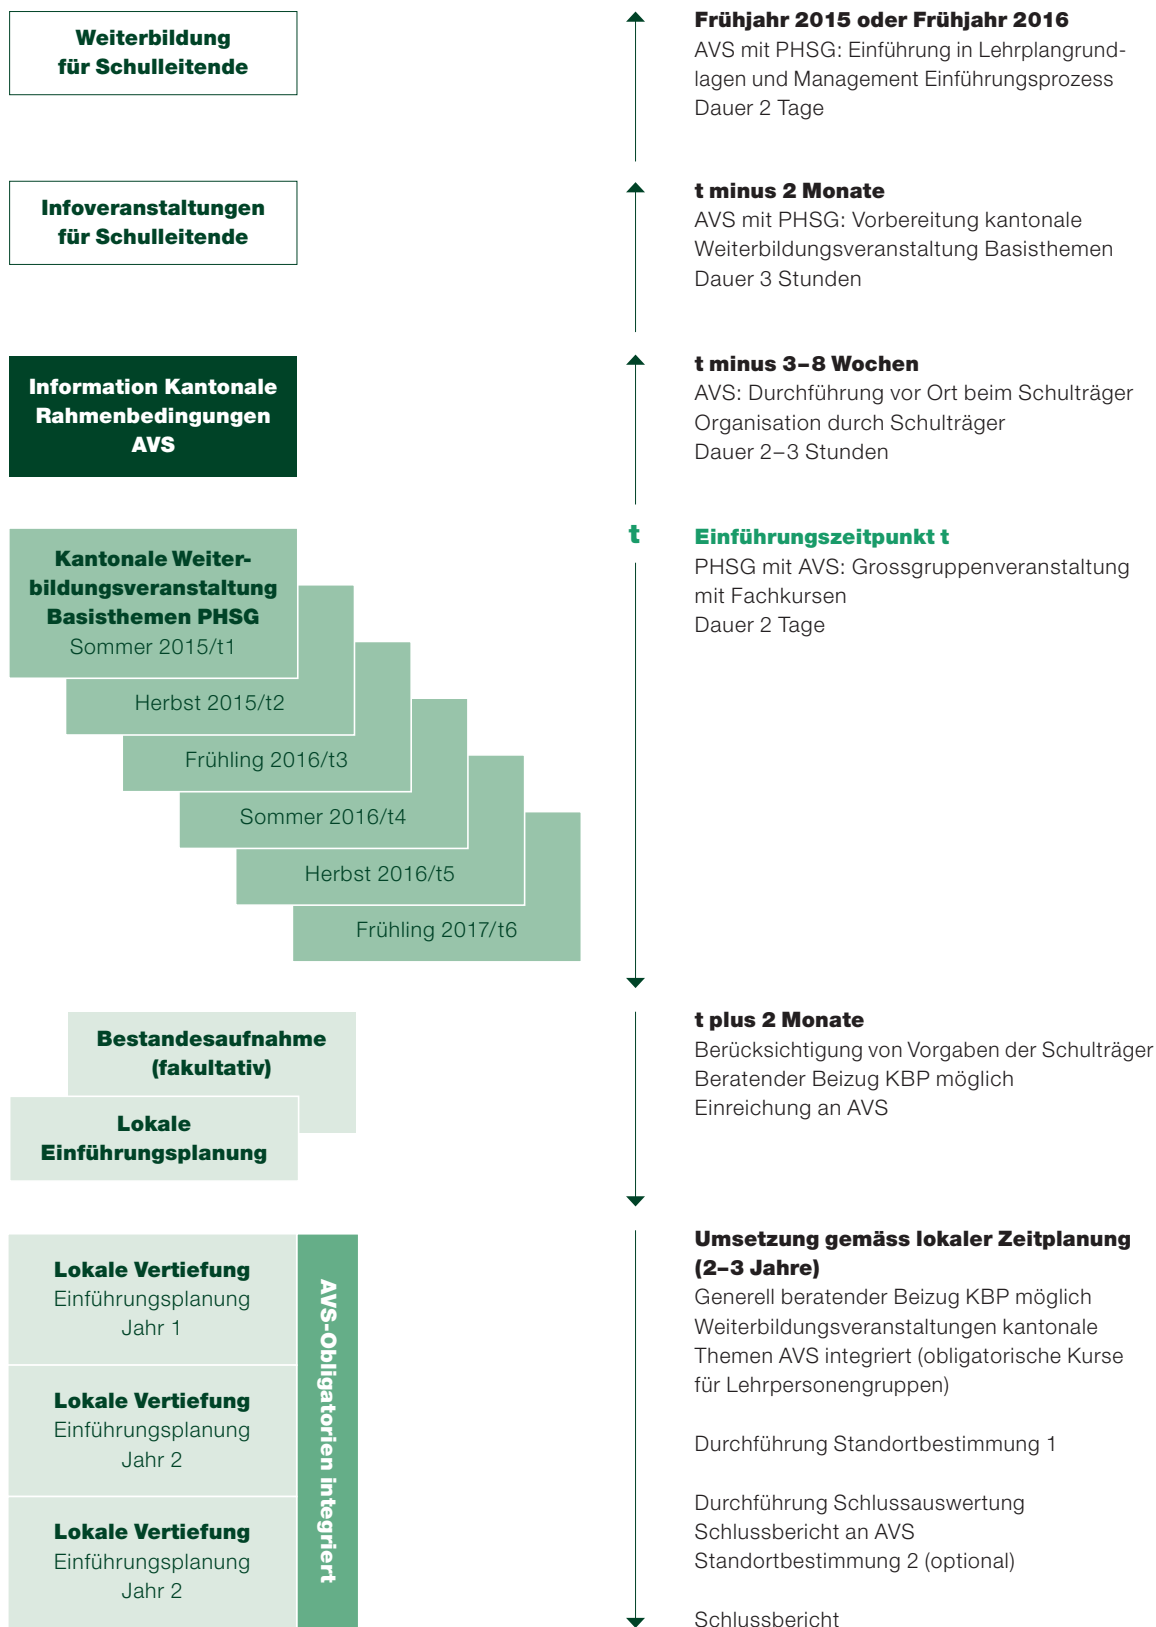 Weiterbildung
für Schulleitende
Frühjahr 2015 oder Frühjahr 2016
AVS mit PHSG: Einführung in Lehrplangrund-
lagen und Management Einführungsprozess
Dauer 2 Tage
Infoveranstaltungen
für Schulleitende
t minus 2 Monate
AVS mit PHSG: Vorbereitung kantonale
Weiterbildungsveranstaltung Basisthemen
Dauer 3 Stunden
Information Kantonale
Rahmenbedingungen
AVS
t minus 3–8 Wochen
AVS: Durchführung vor Ort beim Schulträger
Organisation durch Schulträger
Dauer 2–3 Stunden
Kantonale Weiter-
bildungsveranstaltung
Basisthemen PHSG
Sommer 2015/t1
Herbst 2015/t2
Frühling 2016/t3
Sommer 2016/t4
Herbst 2016/t5
Frühling 2017/t6
t
Einführungszeitpunkt t
PHSG mit AVS: Grossgruppenveranstaltung
mit Fachkursen
Dauer 2 Tage
Bestandesaufnahme
(fakultativ)
Lokale
Einführungsplanung
t plus 2 Monate
Berücksichtigung von Vorgaben der Schulträger
Beratender Beizug KBP möglich
Einreichung an AVS
Lokale Vertiefung
Einführungsplanung
Jahr 1
Lokale Vertiefung
Einführungsplanung
Jahr 2
Lokale Vertiefung
Einführungsplanung
Jahr 2
AVS-Obligatorien integriert
Umsetzung gemäss lokaler Zeitplanung
(2–3 Jahre)
Generell beratender Beizug KBP möglich
Weiterbildungsveranstaltungen kantonale
Themen AVS integriert (obligatorische Kurse
für Lehrpersonengruppen)
Durchführung Standortbestimmung 1
Durchführung Schlussauswertung
Schlussbericht an AVS
Standortbestimmung 2 (optional)
Schlussbericht